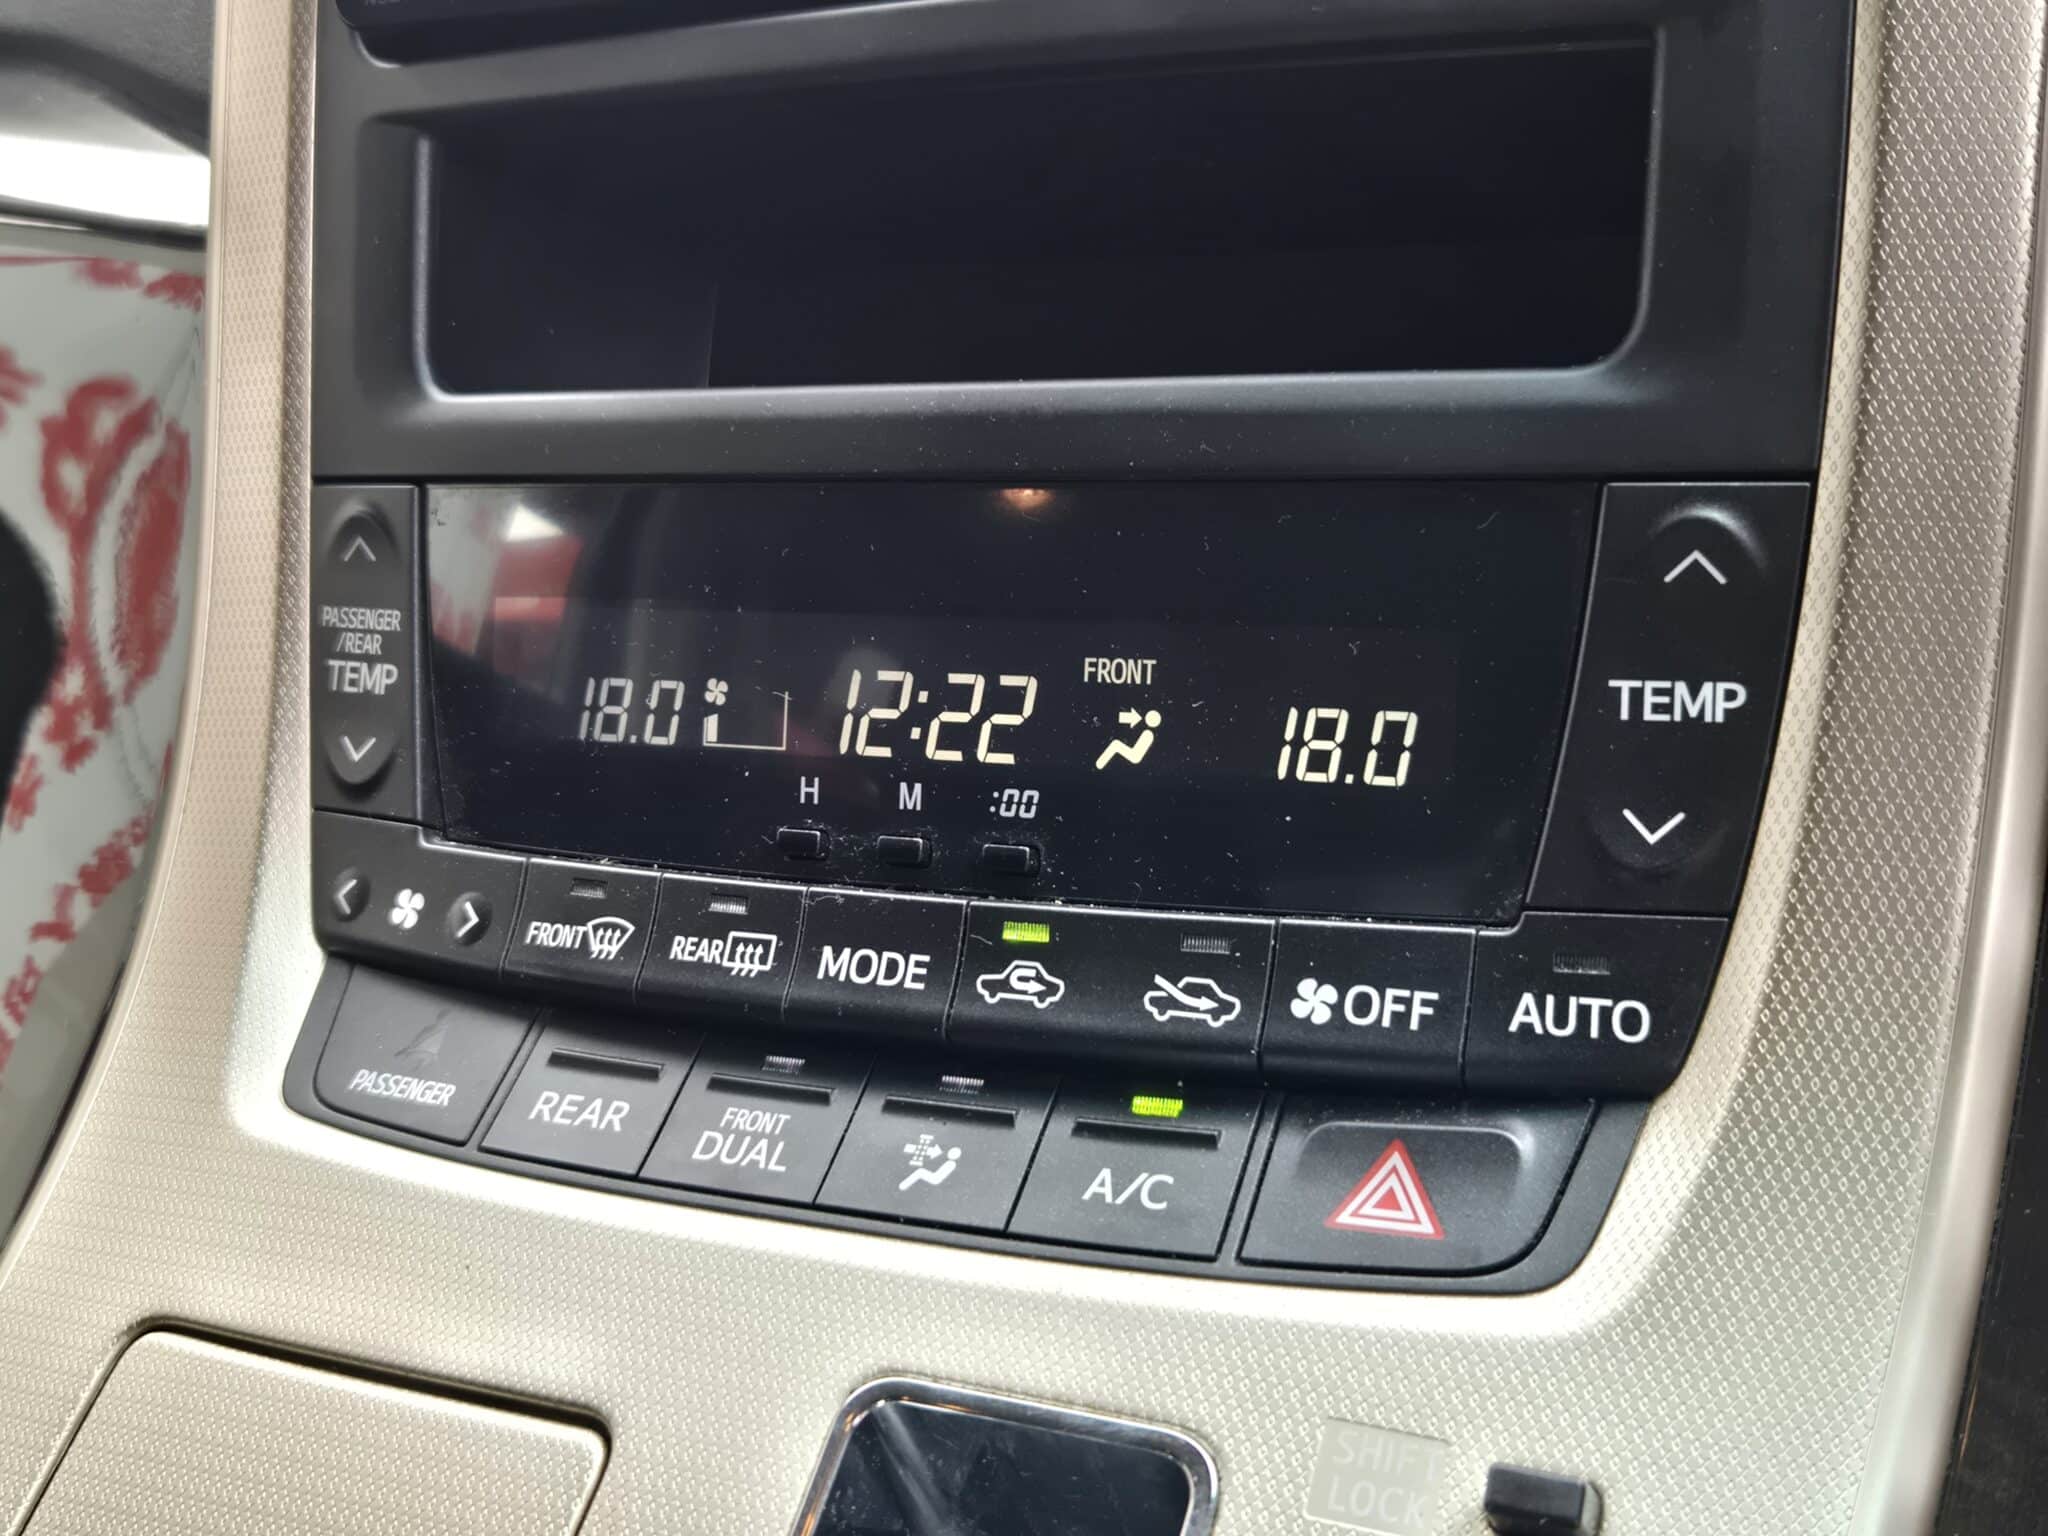 PASSENGER
/REAR
TEMP
18.0
12:22
FRONT
18.0
TEMP
H M :00
FRONT
REAR
MODE
OFF
AUTO
PASSENGER
REAR
FRONT
DUAL
A/C
SHIFT
LOCK